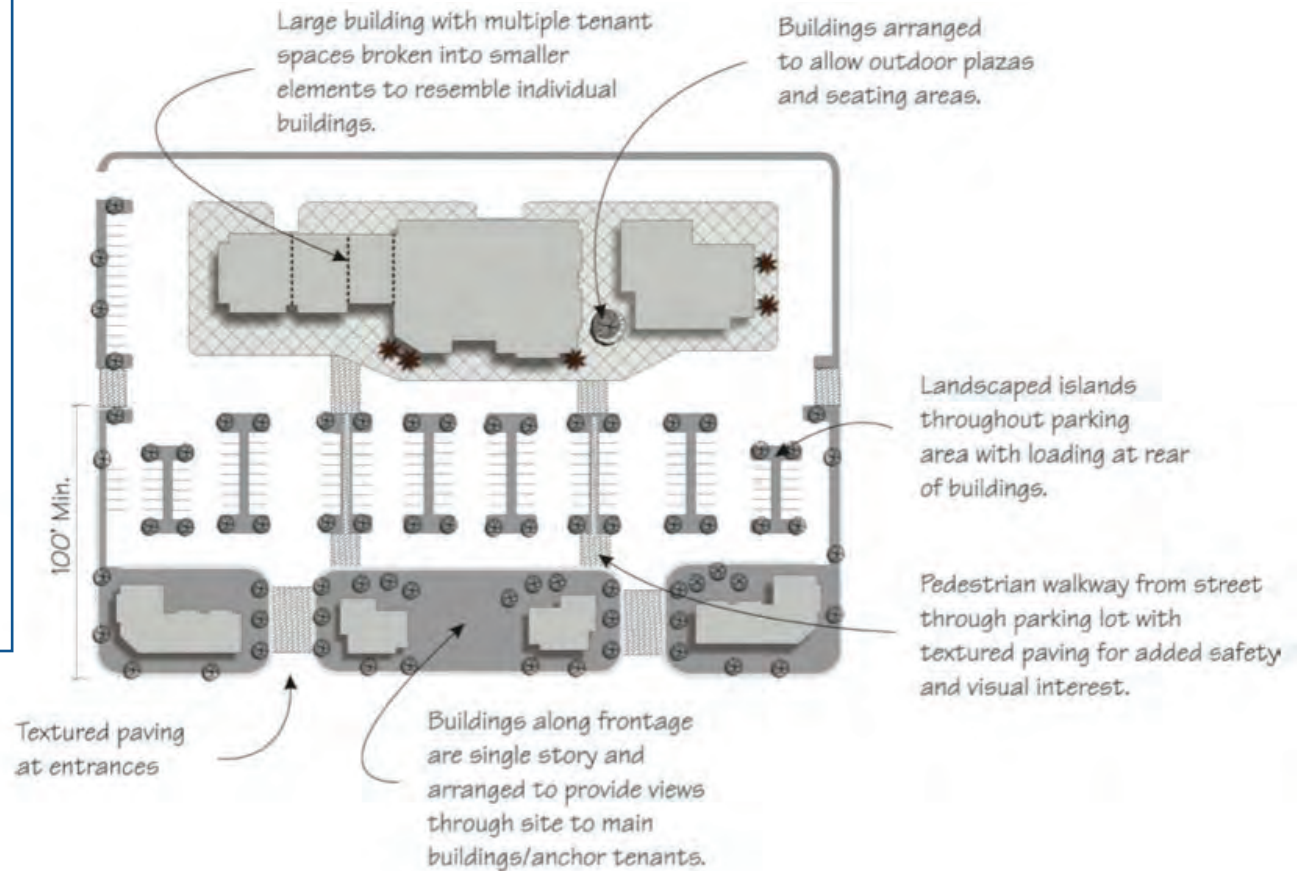 Large building with multiple tenant
spaces broken into smaller
elements to resemble individual
buildings.
Buildings arranged
to allow outdoor plazas
and seating areas.
Landscaped islands
throughout parking
area with loading at rear
of buildings.
100' Min.
Pedestrian walkway from street
through parking lot with
textured paving for added safety
and visual interest.
Textured paving
at entrances
Buildings along frontage
are single story and
arranged to provide views
through site to main
buildings/anchor tenants.